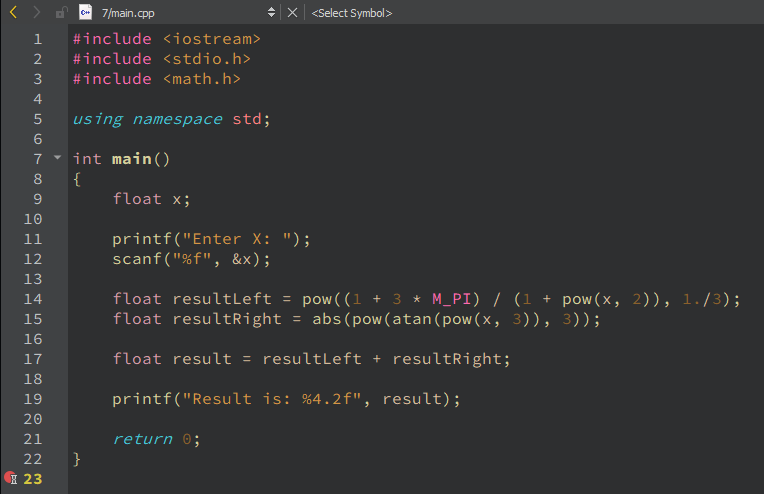 C++ 7/main.cpp <Select Symbol>
1 #include <iostream>
2 #include <stdio.h>
3 #include <math.h>
4
5 using namespace std;
6
7 int main()
8 {
9 float x;
10
11 printf("Enter X: ");
12 scanf("%f", &x);
13
14 float resultLeft = pow((1 + 3 * M_PI) / (1 + pow(x, 2)), 1./3);
15 float resultRight = abs(pow(atan(pow(x, 3)), 3));
16
17 float result = resultLeft + resultRight;
18
19 printf("Result is: %4.2f", result);
20
21 return 0;
22 }
23